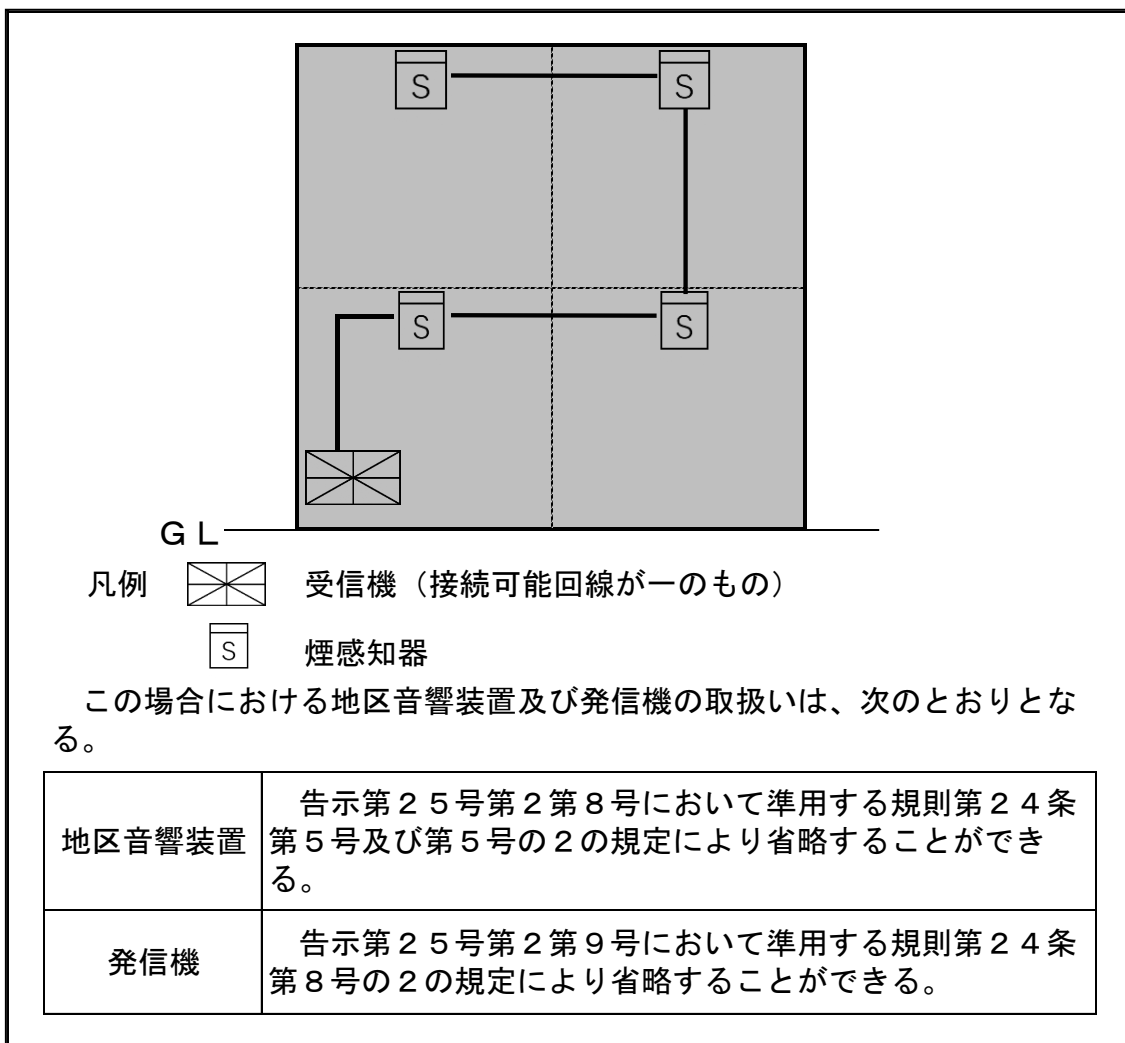 S S
S S
ＧＬ
凡例 受信機（接続可能回線が一のもの）
S 煙感知器
　この場合における地区音響装置及び発信機の取扱いは、次のとおりとな
る。
地区音響装置
　告示第２５号第２第８号において準用する規則第２４条
第５号及び第５号の２の規定により省略することができ
る。
発信機
　告示第２５号第２第９号において準用する規則第２４条
第８号の２の規定により省略することができる。